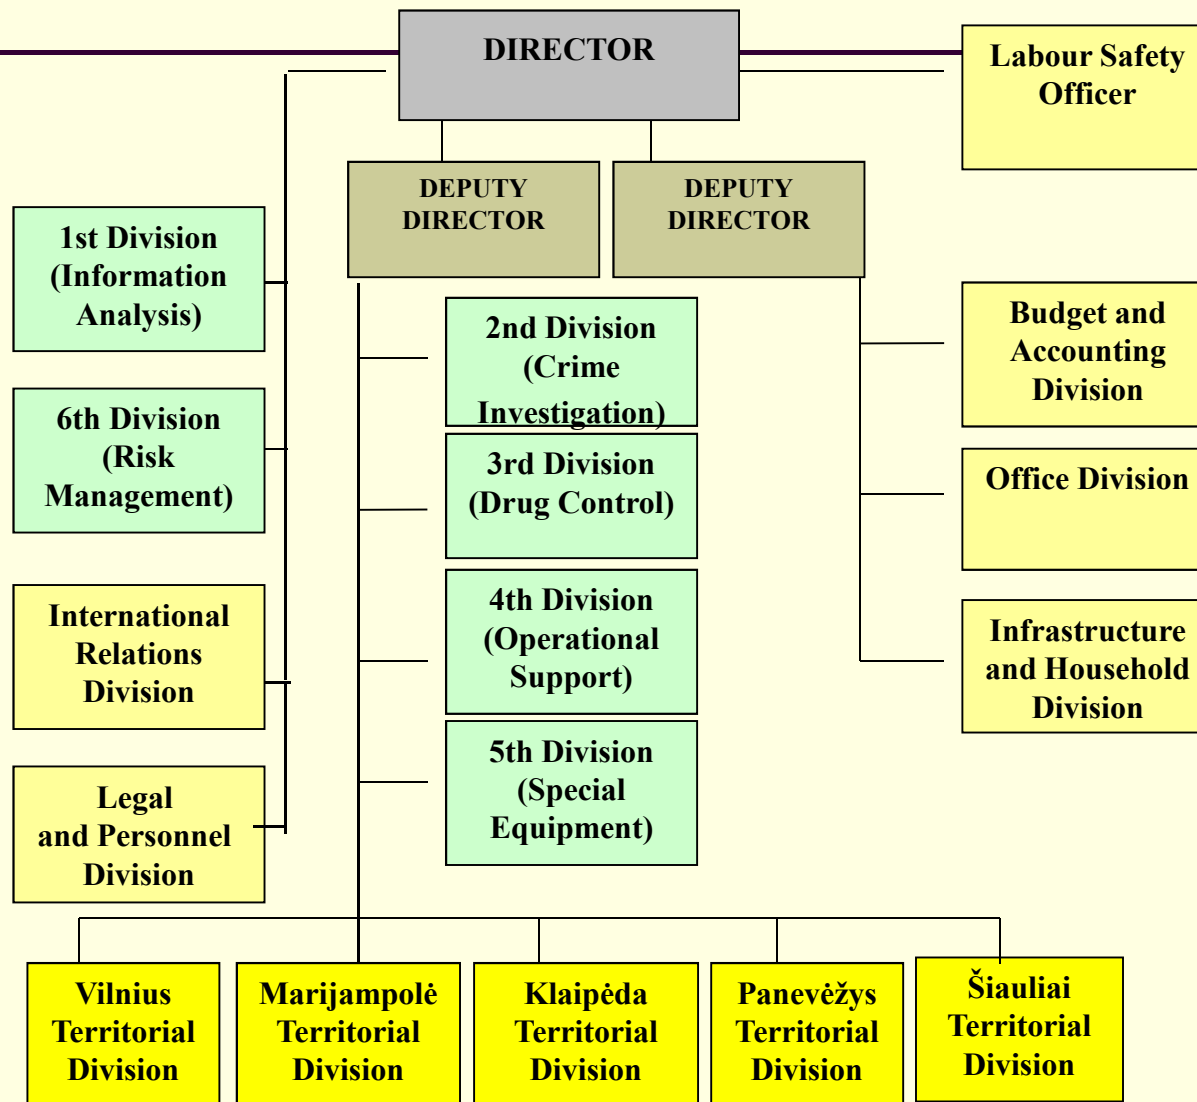 DIRECTOR
Labour Safety
Officer
DEPUTY
DIRECTOR
DEPUTY
DIRECTOR
1st Division
(Information
Analysis)
6th Division
(Risk
Management)
International
Relations
Division
Legal
and Personnel
Division
2nd Division
(Crime
Investigation)
3rd Division
(Drug Control)
4th Division
(Operational
Support)
5th Division
(Special
Equipment)
Budget and
Accounting
Division
Office Division
Infrastructure
and Household
Division
Vilnius
Territorial
Division
Marijampolė
Territorial
Division
Klaipėda
Territorial
Division
Panevėžys
Territorial
Division
Šiauliai
Territorial
Division